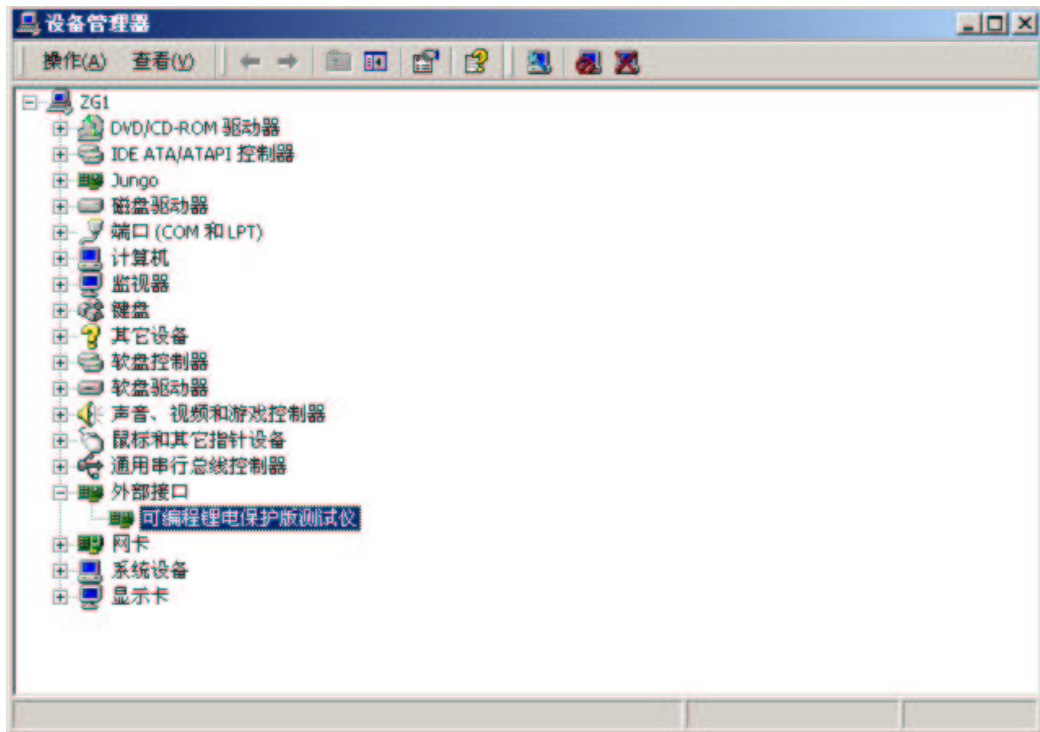 设备管理器
操作(A) 查看(V)
ZG1
DVD/CD-ROM 驱动器
IDE ATA/ATAPI 控制器
Jungo
磁盘驱动器
端口 (COM 和 LPT)
计算机
监视器
键盘
其它设备
软盘控制器
软盘驱动器
声音、视频和游戏控制器
鼠标和其它指针设备
通用串行总线控制器
外部接口
可编程锂电保护版测试仪
网卡
系统设备
显示卡